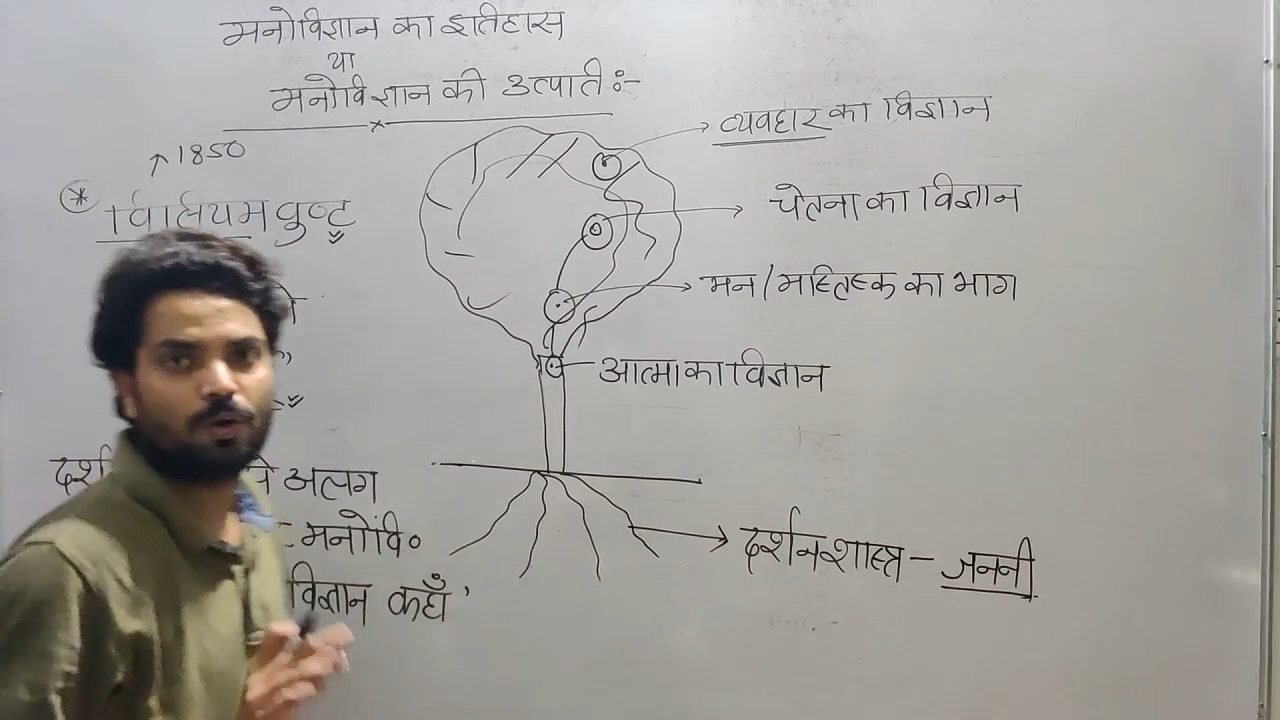 मनोविज्ञान का इतिहास
या
मनोविज्ञान की उत्पाती :-
↑1850
* विलियम वुण्ट
व्यवहार का विज्ञान
चेतना का विज्ञान
मन/मस्तिष्क का भाग
आत्मा का विज्ञान
अलग
मनोवि०
विज्ञान कहाँ'
दर्शनशास्त्र - जननी